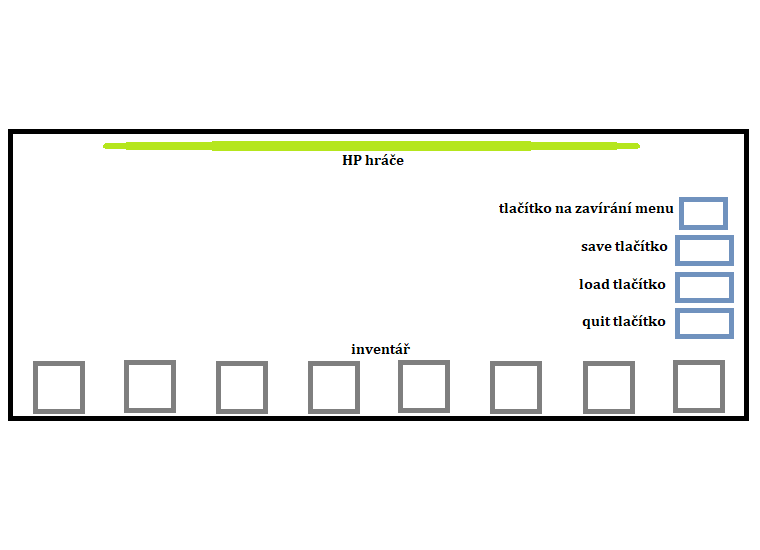 HP hráče
tlačítko na zavírání menu
save tlačítko
load tlačítko
quit tlačítko
inventář